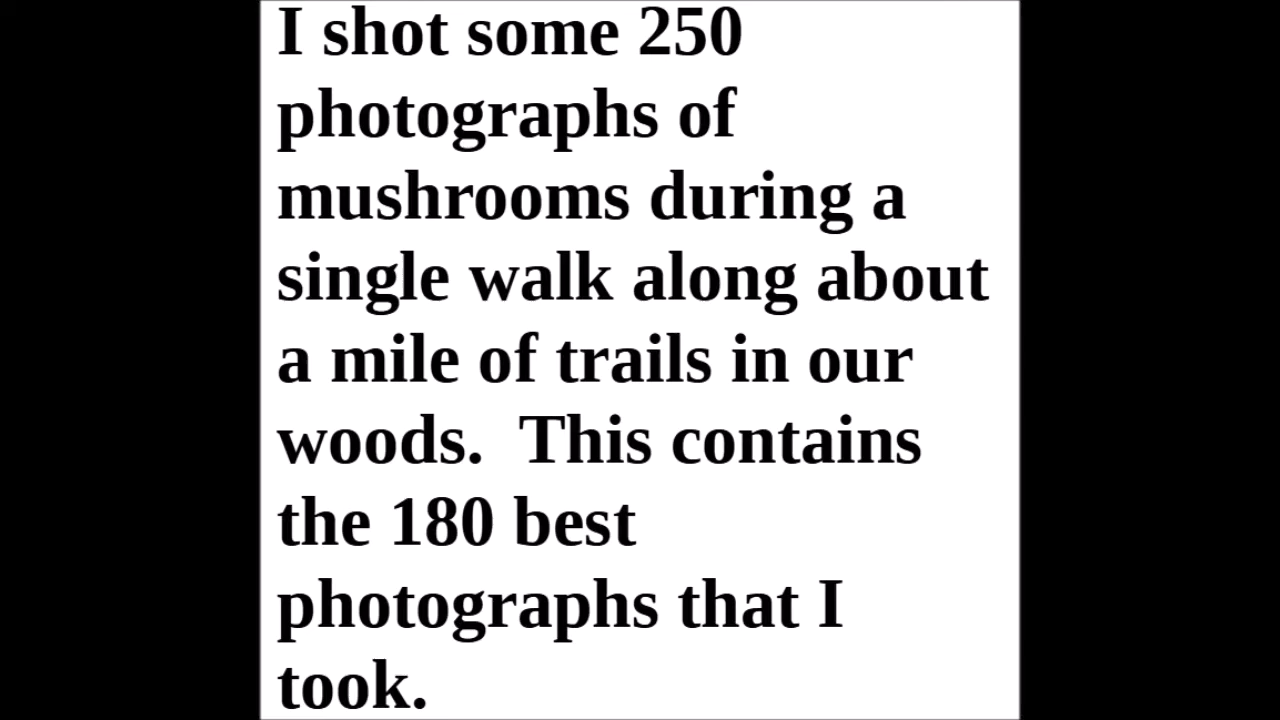 I shot some 250
photographs of
mushrooms during a
single walk along about
a mile of trails in our
woods.  This contains
the 180 best
photographs that I
took.